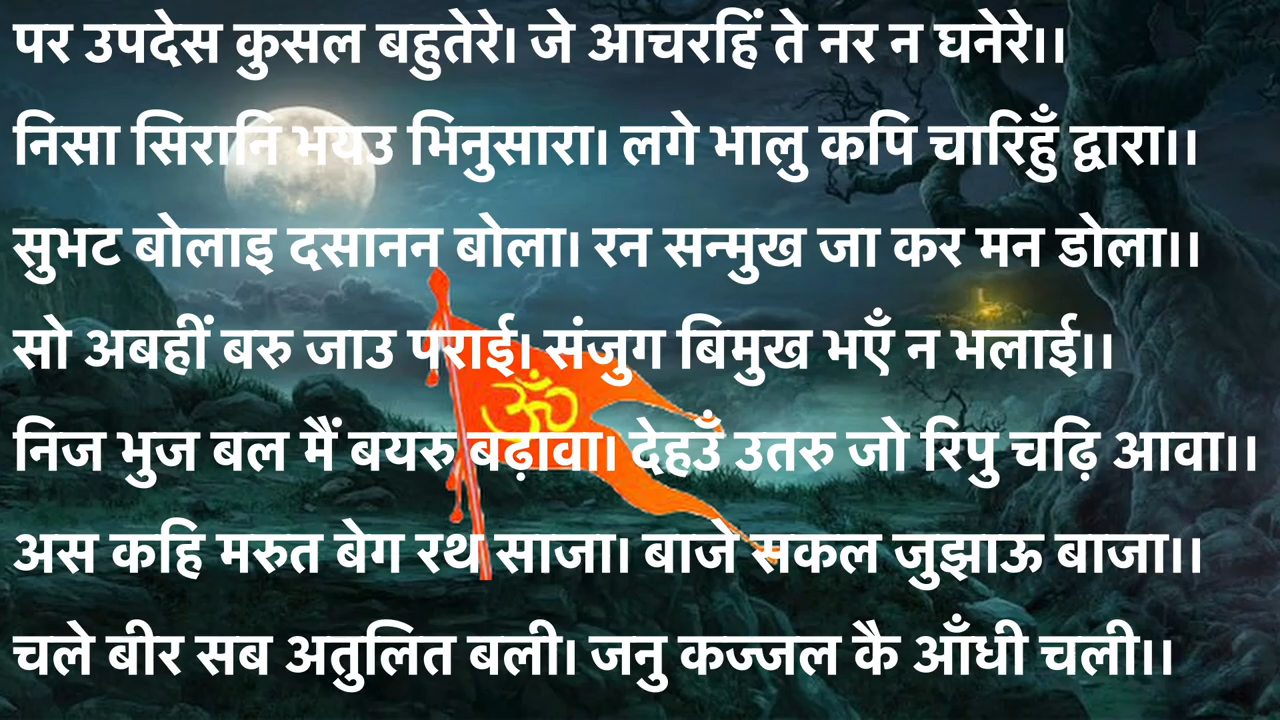 पर उपदेस कुसल बहुतेरे। जे आचरहिं ते नर न घनेरे।।
निसा सिरानि भयउ भिनुसारा। लगे भालु कपि चारिहुँ द्वारा।।
सुभट बोलाइ दसानन बोला। रन सन्मुख जा कर मन डोला।।
सो अबहीं बरु जाउ पराई। संजुग बिमुख भएँ न भलाई।।
निज भुज बल मैं बयरु बढ़ावा। देहउँ उतरु जो रिपु चढ़ि आवा।।
अस कहि मरुत बेग रथ साजा। बाजे सकल जुझाऊ बाजा।।
चले बीर सब अतुलित बली। जनु कज्जल कै आँधी चली।।
ॐ